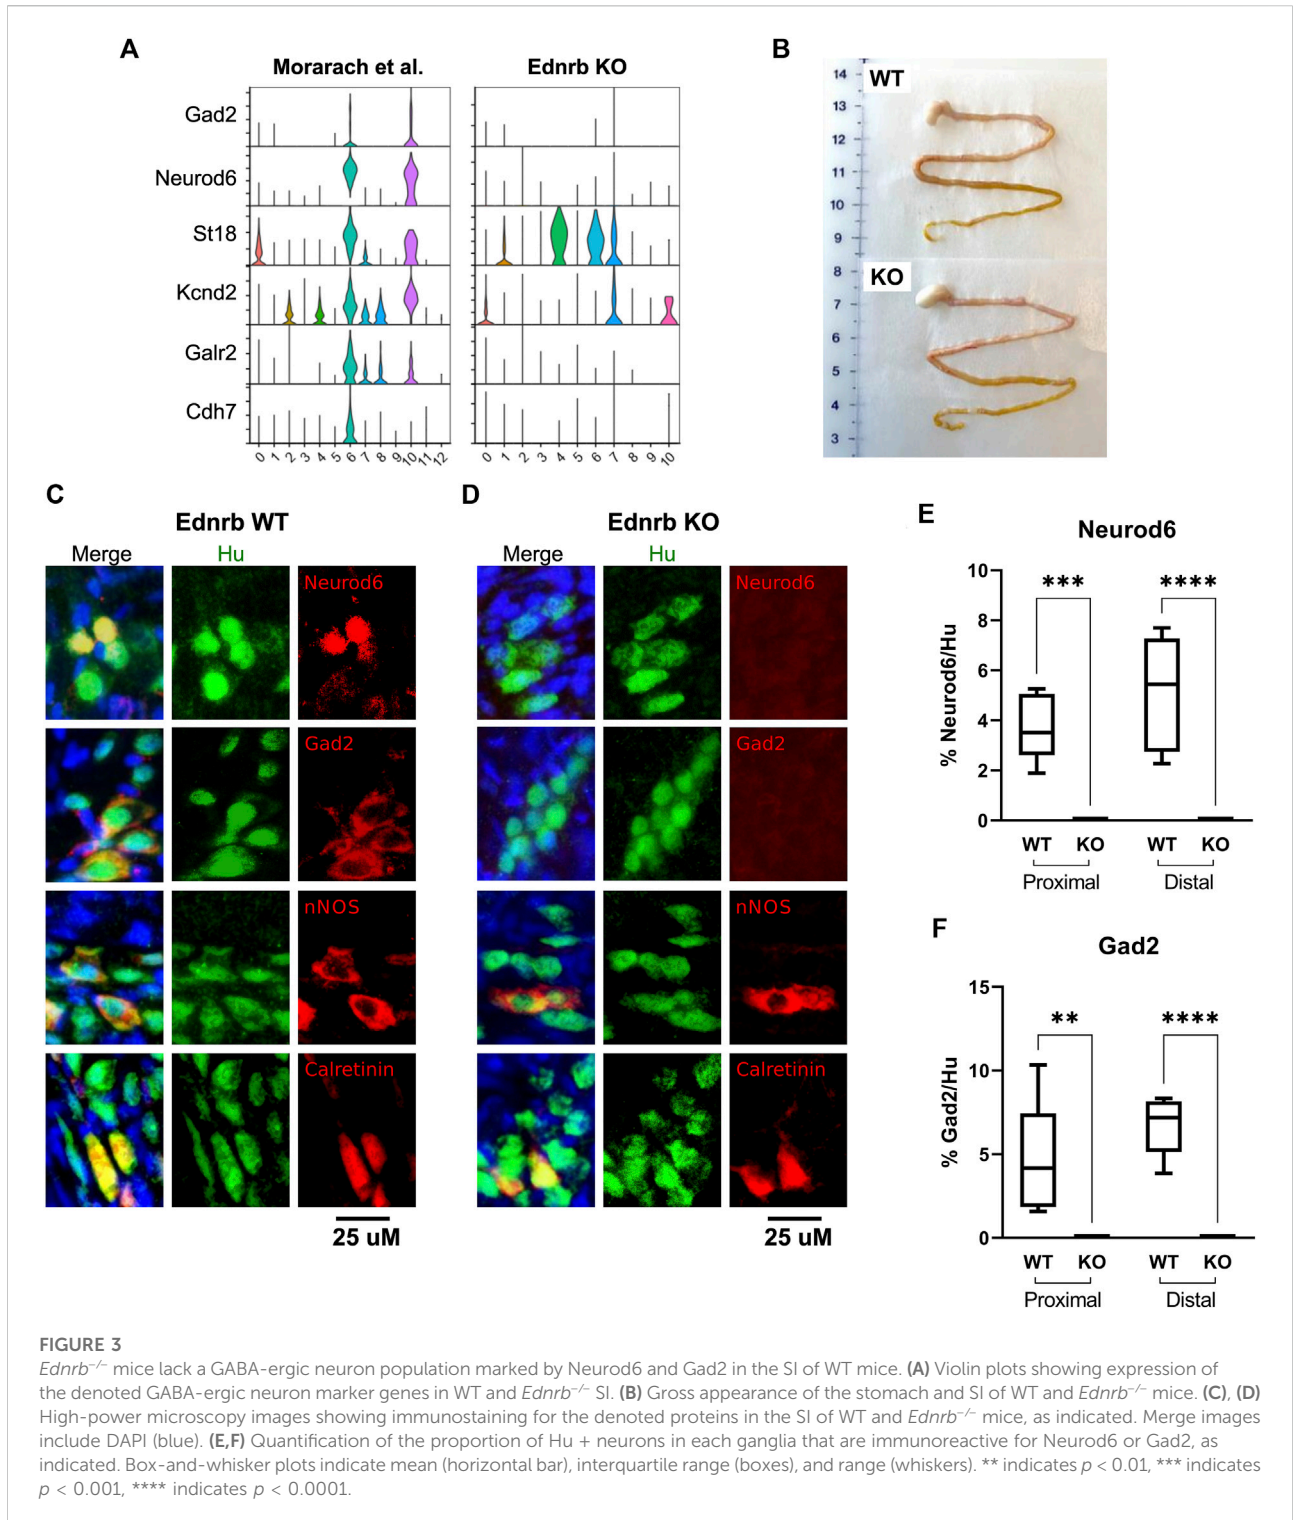 A
Morarach et al.
Ednrb KO
Gad2
Neurod6
St18
Kcnd2
Galr2
Cdh7
0 1 2 3 4 5 6 7 8 9 10 11 12
0 1 2 3 4 5 6 7 8 9 10
B
WT
KO
14
13
12
11
10
9
8
7
6
5
4
3
C
Ednrb WT
Merge
Hu
Neurod6
Gad2
nNOS
Calretinin
25 uM
D
Ednrb KO
Merge
Hu
Neurod6
Gad2
nNOS
Calretinin
25 uM
E
Neurod6
% Neurod6/Hu
10
8
6
4
2
0
*** ****
WT KO WT KO
Proximal Distal
F
Gad2
% Gad2/Hu
15
10
5
0
** ****
WT KO WT KO
Proximal Distal
FIGURE 3
Ednrb−/− mice lack a GABA-ergic neuron population marked by Neurod6 and Gad2 in the SI of WT mice. (A) Violin plots showing expression of
the denoted GABA-ergic neuron marker genes in WT and Ednrb−/− SI. (B) Gross appearance of the stomach and SI of WT and Ednrb−/− mice. (C), (D)
High-power microscopy images showing immunostaining for the denoted proteins in the SI of WT and Ednrb−/− mice, as indicated. Merge images
include DAPI (blue). (E,F) Quantification of the proportion of Hu + neurons in each ganglia that are immunoreactive for Neurod6 or Gad2, as
indicated. Box-and-whisker plots indicate mean (horizontal bar), interquartile range (boxes), and range (whiskers). ** indicates p < 0.01, *** indicates
p < 0.001, **** indicates p < 0.0001.